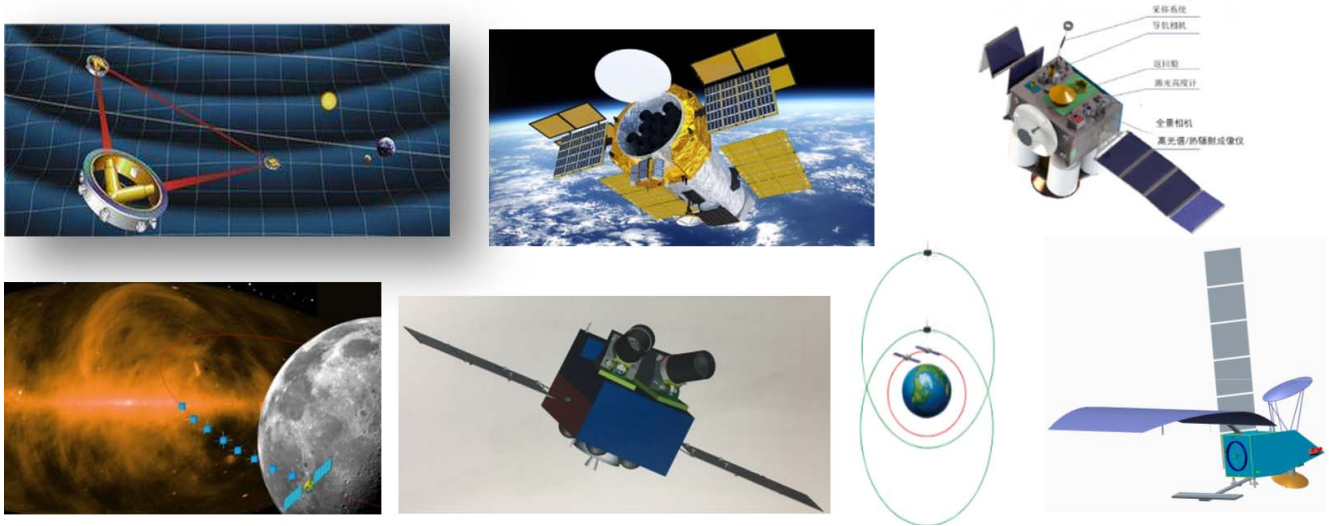 采样系统
导航相机
返回舱
激光高度计
全景相机
高光谱/热辐射成像仪